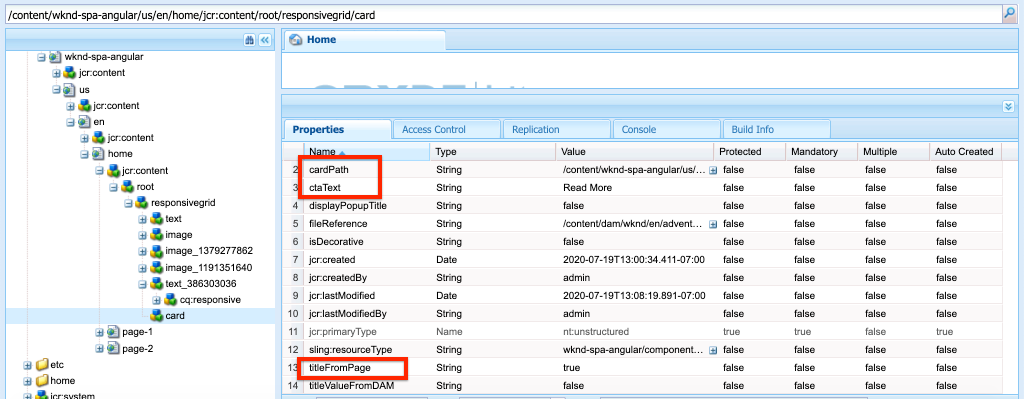 /content/wknd-spa-angular/us/en/home/jcr:content/root/responsivegrid/card
wknd-spa-angular
jcr:content
us
jcr:content
en
jcr:content
home
jcr:content
root
responsivegrid
text
image
image_1379277862
image_1191351640
text_386303036
cq:responsive
card
page-1
page-2
etc
home
jcr:system
Home
Properties Access Control Replication Console Build Info
Name Type Value Protected Mandatory Multiple Auto Created
2 cardPath String /content/wknd-spa-angular/us/... false false false false
3 ctaText String Read More false false false false
4 displayPopupTitle String false false false false false
5 fileReference String /content/dam/wknd/en/advent... false false false false
6 isDecorative String false false false false false
7 jcr:created Date 2020-07-19T13:00:34.411-07:00 false false false false
8 jcr:createdBy String admin false false false false
9 jcr:lastModified Date 2020-07-19T13:08:19.891-07:00 false false false false
10 jcr:lastModifiedBy String admin false false false false
11 jcr:primaryType Name nt:unstructured true true false true
12 sling:resourceType String wknd-spa-angular/component... false false false false
13 titleFromPage String true false false false false
14 titleValueFromDAM String false false false false false